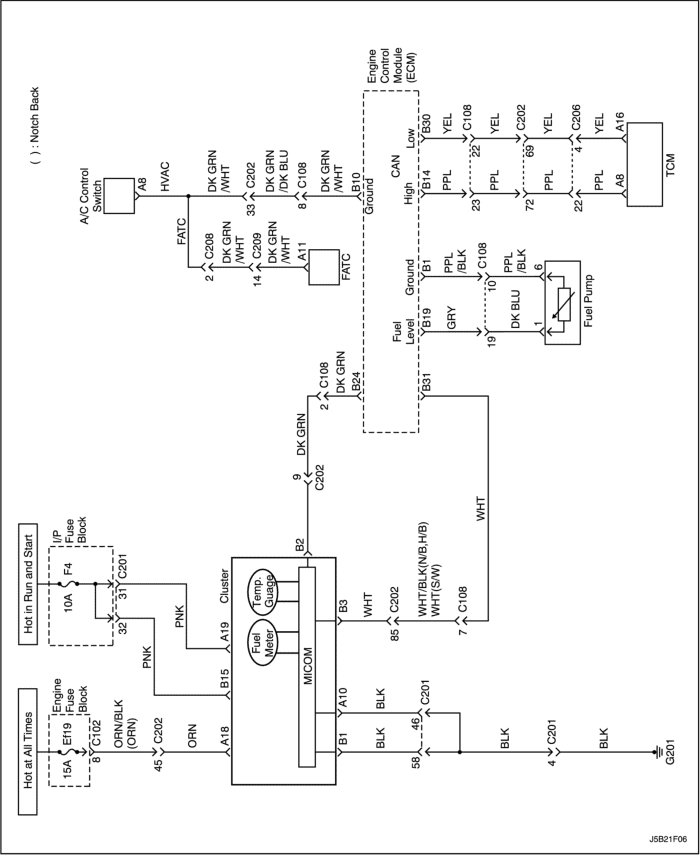 ( ) : Notch Back
Hot at All Times
Hot in Run and Start
Engine
Fuse
Block
Ef19
15A
8
C102
ORN/BLK
(ORN)
45
C202
ORN
A18
I/P
Fuse
Block
F4
10A
31
C201
32
PNK
PNK
B15
A19
Cluster
Fuel
Meter
Temp.
Guage
MICOM
B2
B1
A10
B3
BLK
BLK
58
46
C201
BLK
4
C201
BLK
G201
WHT
85
C202
WHT/BLK(N/B,H/B)
WHT(S/W)
7
C108
WHT
B31
9
C202
DK GRN
2
C108
DK GRN
B24
A/C Control
Switch
A8
HVAC
FATC
2
C208
DK GRN
/WHT
14
C209
DK GRN
/WHT
A11
FATC
DK GRN
/WHT
33
C202
DK GRN
/DK BLU
8
C108
DK GRN
/WHT
B10
Ground
Engine
Control
Module
(ECM)
Fuel
Level
Ground
CAN
High
Low
B19
B1
B14
B30
GRY
PPL
/BLK
19
10
C108
DK BLU
PPL
/BLK
1
6
Fuel Pump
PPL
YEL
23
22
C108
PPL
YEL
72
69
C202
PPL
YEL
22
4
C206
PPL
YEL
A8
A16
TCM
J5B21F06